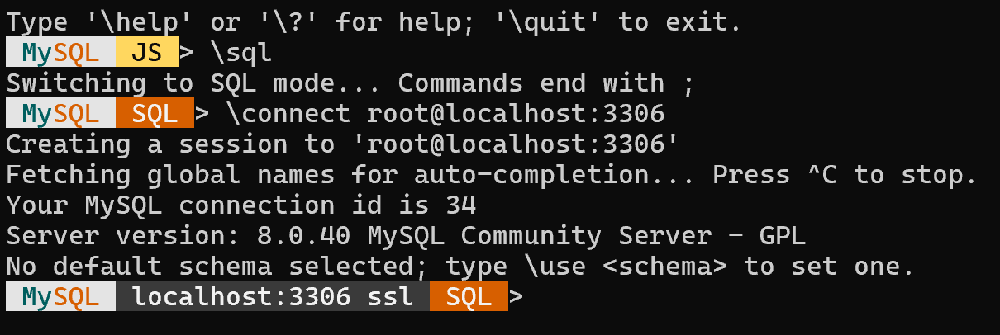 Type '\help' or '\?' for help; '\quit' to exit.
MySQL JS > \sql
Switching to SQL mode... Commands end with ;
MySQL SQL > \connect root@localhost:3306
Creating a session to 'root@localhost:3306'
Fetching global names for auto-completion... Press ^C to stop.
Your MySQL connection id is 34
Server version: 8.0.40 MySQL Community Server - GPL
No default schema selected; type \use <schema> to set one.
MySQL localhost:3306 ssl SQL >